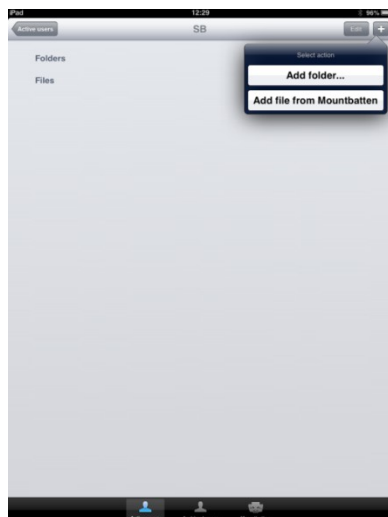 iPad 12:29 96%
Active users SB Edit +
Select action
Folders
Add folder...
Files
Add file from Mountbatten